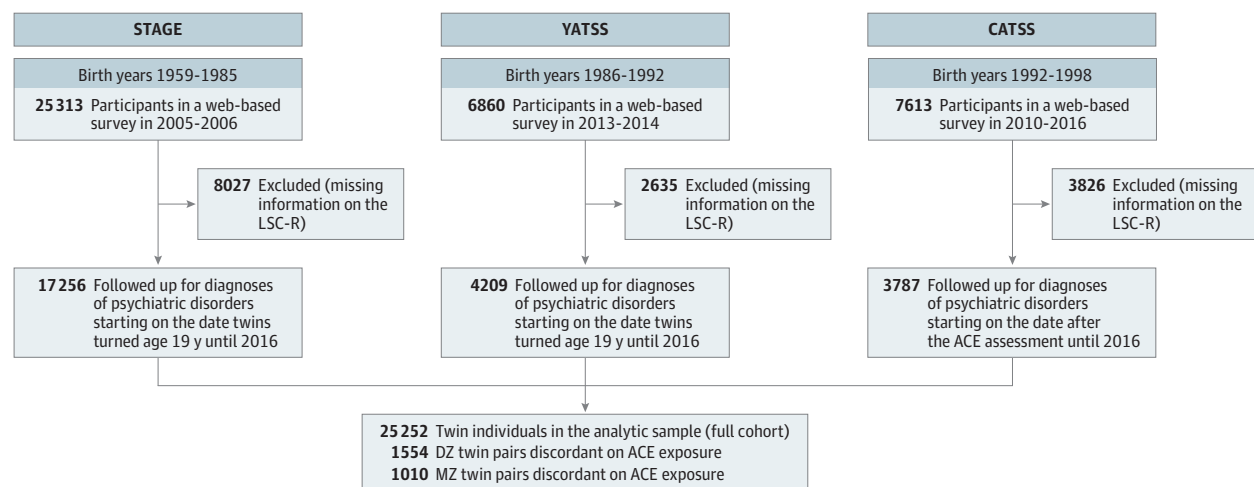 STAGE
Birth years 1959-1985
25 313 Participants in a web-based
survey in 2005-2006
8027 Excluded (missing
information on the
LSC-R)
17 256 Followed up for diagnoses
of psychiatric disorders
starting on the date twins
turned age 19 y until 2016
YATSS
Birth years 1986-1992
6860 Participants in a web-based
survey in 2013-2014
2635 Excluded (missing
information on the
LSC-R)
4209 Followed up for diagnoses
of psychiatric disorders
starting on the date twins
turned age 19 y until 2016
CATSS
Birth years 1992-1998
7613 Participants in a web-based
survey in 2010-2016
3826 Excluded (missing
information on the
LSC-R)
3787 Followed up for diagnoses
of psychiatric disorders
starting on the date after
the ACE assessment until 2016
25 252 Twin individuals in the analytic sample (full cohort)
1554 DZ twin pairs discordant on ACE exposure
1010 MZ twin pairs discordant on ACE exposure